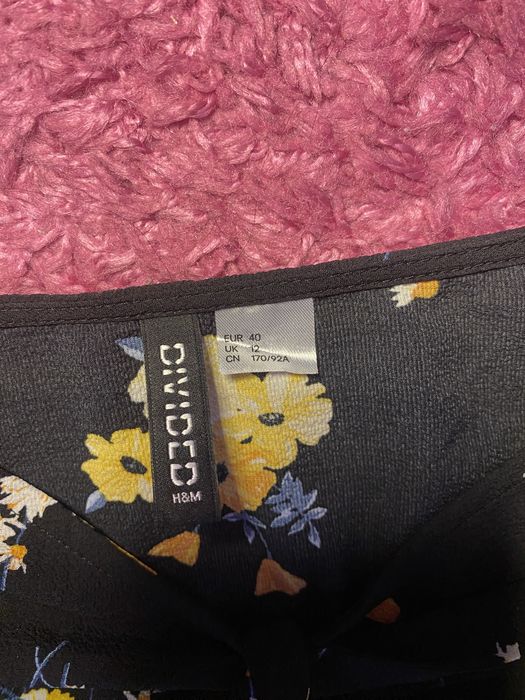 DIVIDED
H&M
EUR 40
UK 12
CN 170/92A